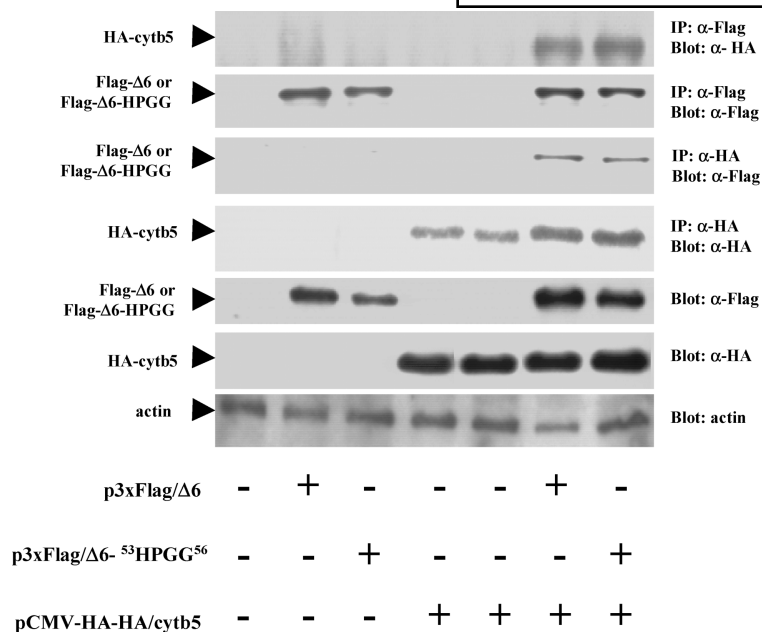 HA-cytb5
IP: α-Flag
Blot: α- HA
Flag-Δ6 or
Flag-Δ6-HPGG
IP: α-Flag
Blot: α-Flag
Flag-Δ6 or
Flag-Δ6-HPGG
IP: α-HA
Blot: α-Flag
HA-cytb5
IP: α-HA
Blot: α-HA
Flag-Δ6 or
Flag-Δ6-HPGG
Blot: α-Flag
HA-cytb5
Blot: α-HA
actin
Blot: actin
p3xFlag/Δ6 - + - - - + -
p3xFlag/Δ6- ⁵³HPGG⁵⁶ - - + - - - +
pCMV-HA-HA/cytb5 - - - + + + +